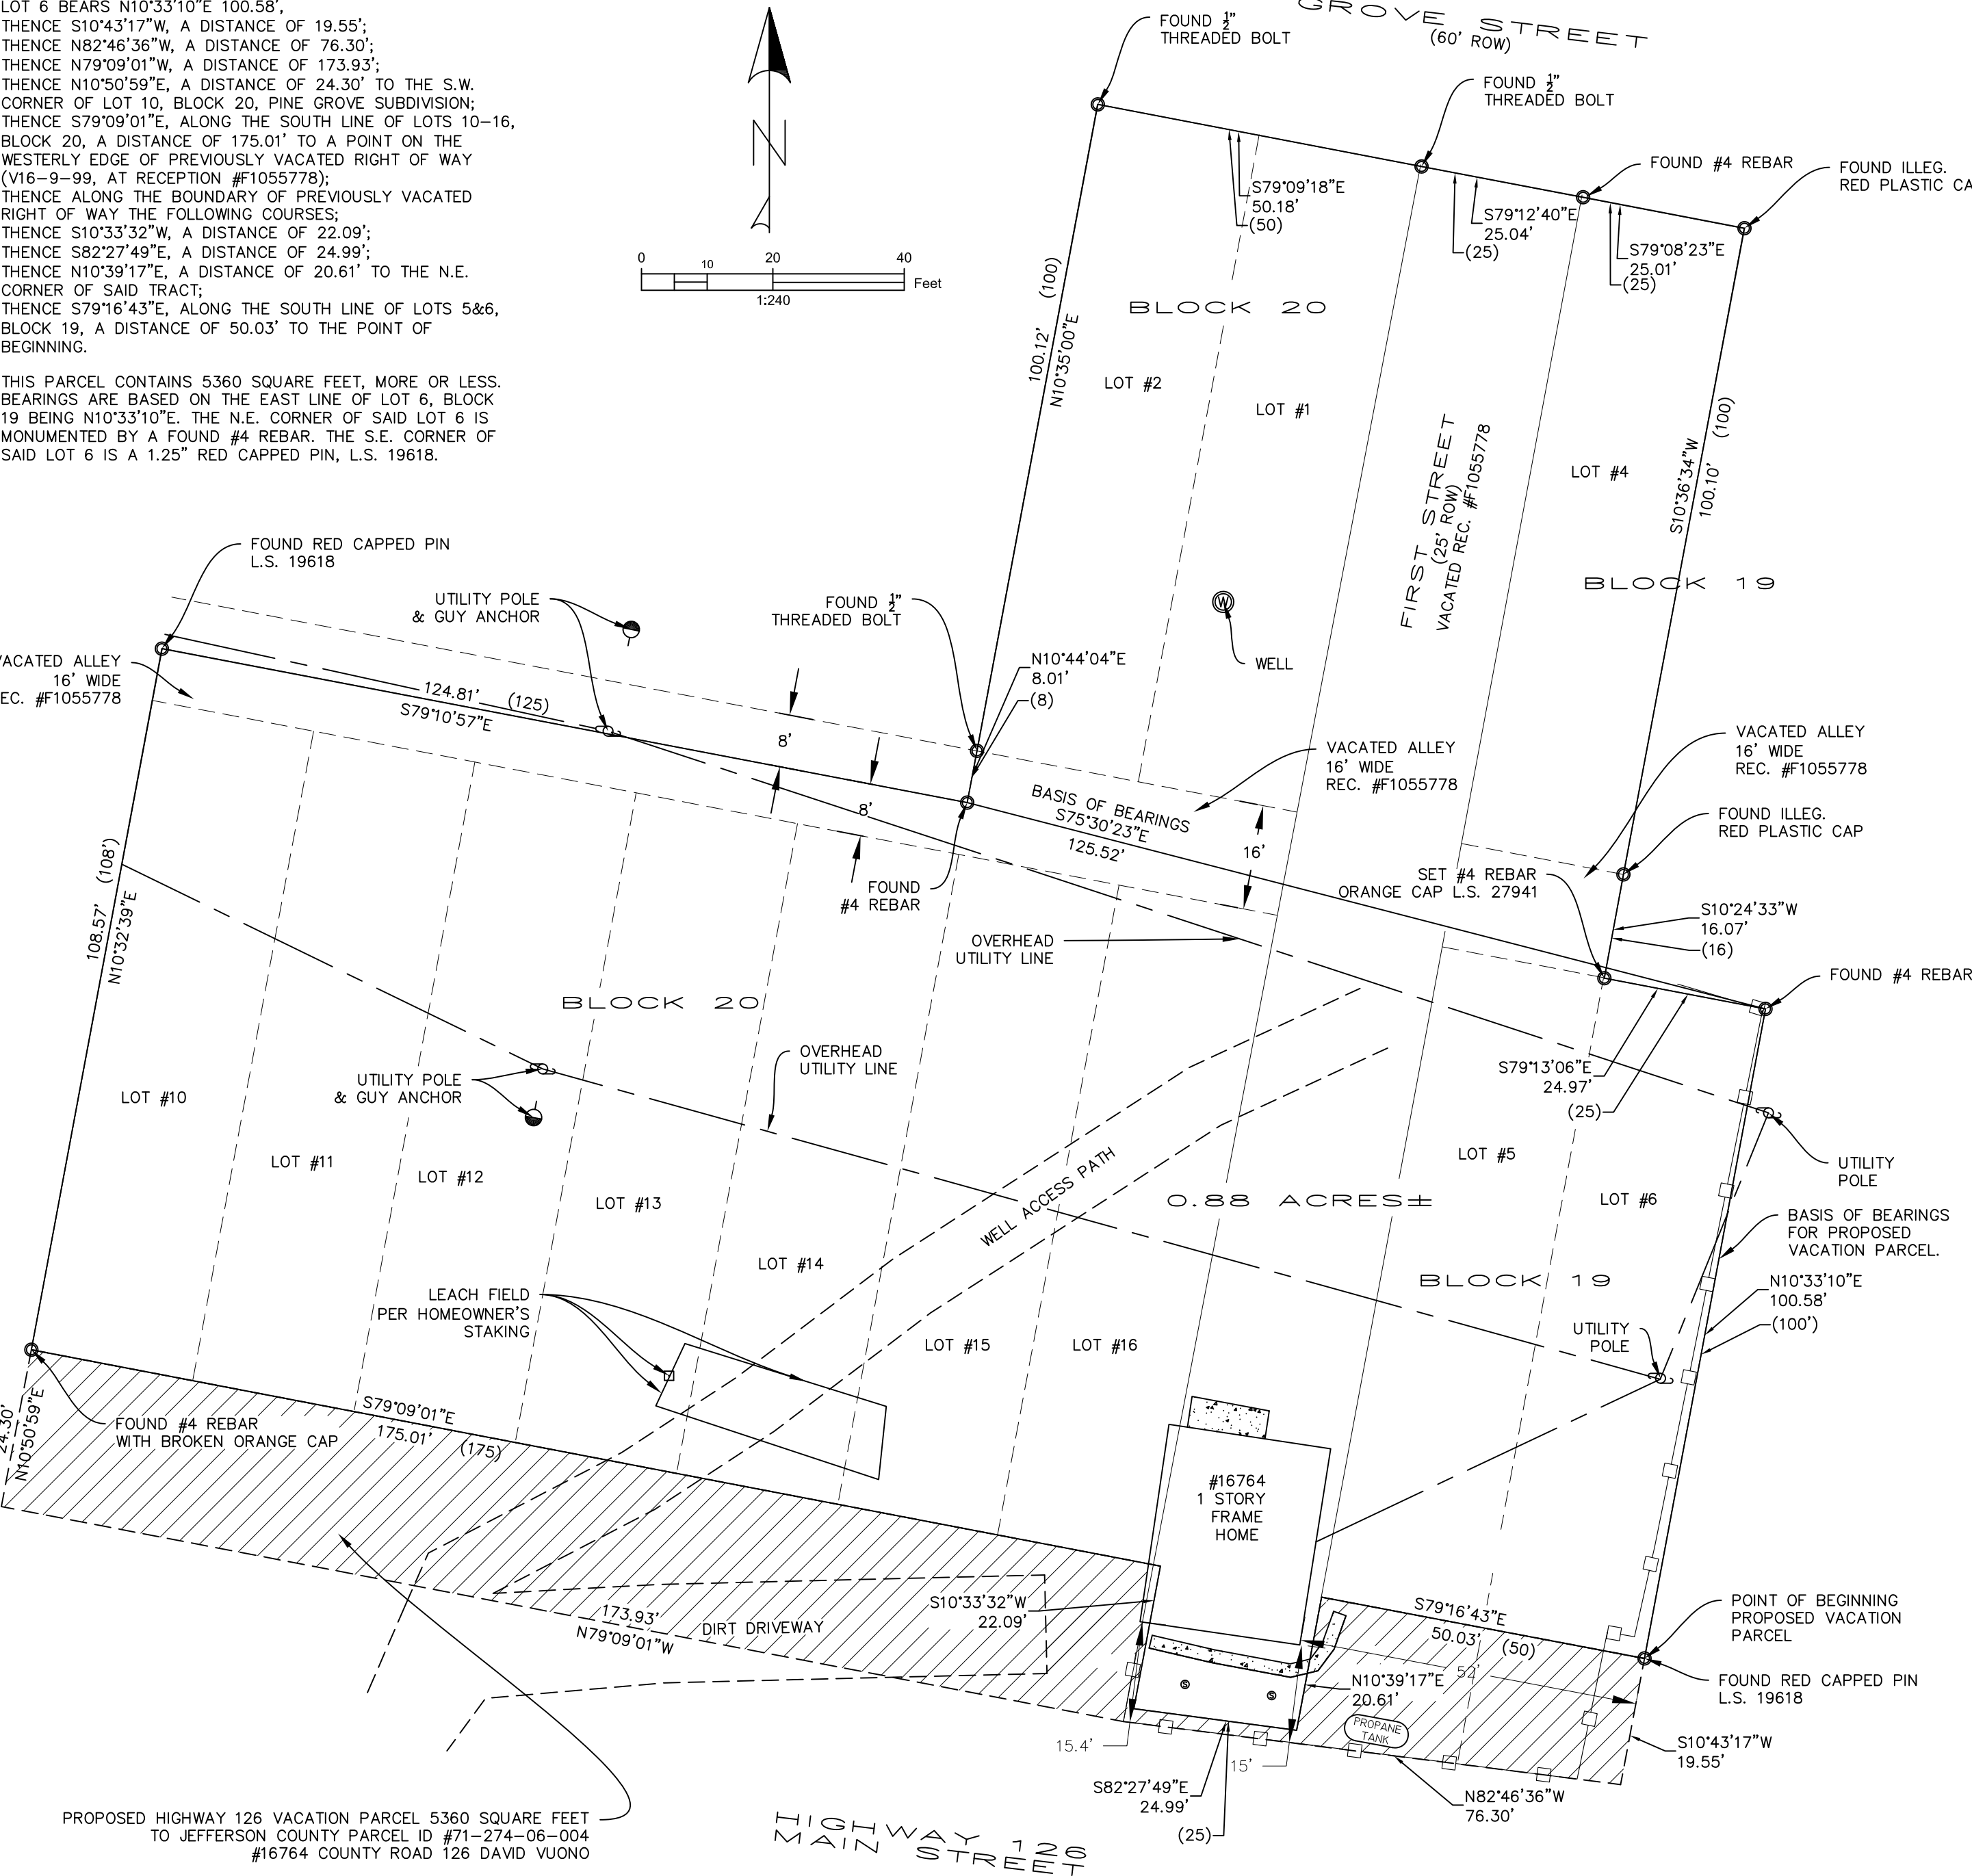 LOT 6 BEARS N10°33'10"E 100.58',
THENCE S10°43'17"W, A DISTANCE OF 19.55';
THENCE N82°46'36"W, A DISTANCE OF 76.30';
THENCE N79°09'01"W, A DISTANCE OF 173.93';
THENCE N10°50'59"E, A DISTANCE OF 24.30' TO THE S.W.
CORNER OF LOT 10, BLOCK 20, PINE GROVE SUBDIVISION;
THENCE S79°09'01"E, ALONG THE SOUTH LINE OF LOTS 10-16,
BLOCK 20, A DISTANCE OF 175.01' TO A POINT ON THE
WESTERLY EDGE OF PREVIOUSLY VACATED RIGHT OF WAY
(V16-9-99, AT RECEPTION #F1055778);
THENCE ALONG THE BOUNDARY OF PREVIOUSLY VACATED
RIGHT OF WAY THE FOLLOWING COURSES;
THENCE S10°33'32"W, A DISTANCE OF 22.09';
THENCE S82°27'49"E, A DISTANCE OF 24.99';
THENCE N10°39'17"E, A DISTANCE OF 20.61' TO THE N.E.
CORNER OF SAID TRACT;
THENCE S79°16'43"E, ALONG THE SOUTH LINE OF LOTS 5&6,
BLOCK 19, A DISTANCE OF 50.03' TO THE POINT OF
BEGINNING.
THIS PARCEL CONTAINS 5360 SQUARE FEET, MORE OR LESS.
BEARINGS ARE BASED ON THE EAST LINE OF LOT 6, BLOCK
19 BEING N10°33'10"E. THE N.E. CORNER OF SAID LOT 6 IS
MONUMENTED BY A FOUND #4 REBAR. THE S.E. CORNER OF
SAID LOT 6 IS A 1.25" RED CAPPED PIN, L.S. 19618.
N
0 10 20 40
Feet
1:240
GROVE STREET
(60' ROW)
FOUND ½"
THREADED BOLT
FOUND ½"
THREADED BOLT
FOUND #4 REBAR
FOUND ILLEG.
RED PLASTIC CA
S79°09'18"E
50.18'
(50)
S79°12'40"E
25.04'
(25)
S79°08'23"E
25.01'
(25)
100.12' (100)
N10°35'00"E
BLOCK 20
LOT #2
LOT #1
FIRST STREET
(25' ROW)
VACATED REC. #F1055778
LOT #4
S10°36'34"W
100.10' (100)
BLOCK 19
FOUND RED CAPPED PIN
L.S. 19618
UTILITY POLE
& GUY ANCHOR
FOUND ½"
THREADED BOLT
W
WELL
N10°44'04"E
8.01'
(8)
VACATED ALLEY
16' WIDE
EC. #F1055778
124.81' (125)
S79°10'57"E
8'
8'
VACATED ALLEY
16' WIDE
REC. #F1055778
VACATED ALLEY
16' WIDE
REC. #F1055778
BASIS OF BEARINGS
S75°30'23"E
125.52'
16'
FOUND ILLEG.
RED PLASTIC CAP
SET #4 REBAR
ORANGE CAP L.S. 27941
FOUND
#4 REBAR
S10°24'33"W
16.07'
(16)
108.57' (108')
N10°32'39"E
OVERHEAD
UTILITY LINE
FOUND #4 REBAR
BLOCK 20
OVERHEAD
UTILITY LINE
S79°13'06"E
24.97'
(25)
UTILITY POLE
& GUY ANCHOR
LOT #10
LOT #11
LOT #12
LOT #13
LOT #14
WELL ACCESS PATH
0.88 ACRES±
LOT #5
LOT #6
UTILITY
POLE
BASIS OF BEARINGS
FOR PROPOSED
VACATION PARCEL.
BLOCK 19
N10°33'10"E
100.58'
(100')
LEACH FIELD
PER HOMEOWNER'S
STAKING
LOT #15
LOT #16
UTILITY
POLE
24.30'
N10°50'59"E
FOUND #4 REBAR
WITH BROKEN ORANGE CAP
S79°09'01"E
175.01' (175)
#16764
1 STORY
FRAME
HOME
S10°33'32"W
22.09'
173.93'
N79°09'01"W
DIRT DRIVEWAY
S79°16'43"E
50.03' (50)
52'
POINT OF BEGINNING
PROPOSED VACATION
PARCEL
N10°39'17"E
20.61'
FOUND RED CAPPED PIN
L.S. 19618
S
S
PROPANE
TANK
15.4'
15'
S10°43'17"W
19.55'
S82°27'49"E
24.99'
(25)
N82°46'36"W
76.30'
PROPOSED HIGHWAY 126 VACATION PARCEL 5360 SQUARE FEET
TO JEFFERSON COUNTY PARCEL ID #71-274-06-004
#16764 COUNTY ROAD 126 DAVID VUONO
HIGHWAY 126
MAIN STREET